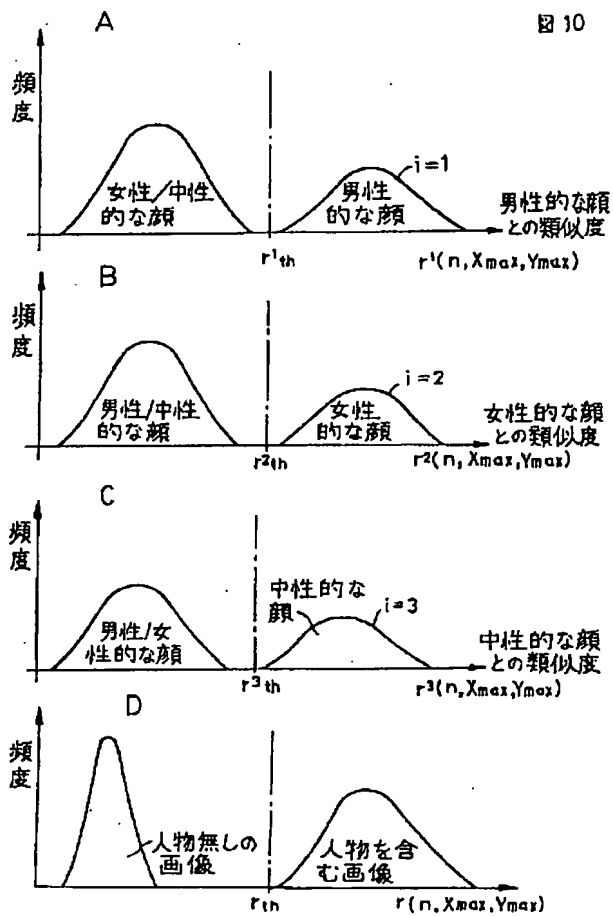 図10
A
頻度
女性/中性
的な顔
男性
的な顔
i=1
男性的な顔
との類似度
r¹th
r¹(n,Xmax,Ymax)
B
頻度
男性/中性
的な顔
女性
的な顔
i=2
女性的な顔
との類似度
r²th
r²(n,Xmax,Ymax)
C
頻度
男性/女
性的な顔
中性的な
顔
i=3
中性的な顔
との類似度
r³th
r³(n,Xmax,Ymax)
D
頻度
人物無しの
画像
人物を含
む画像
rth
r(n,Xmax,Ymax)